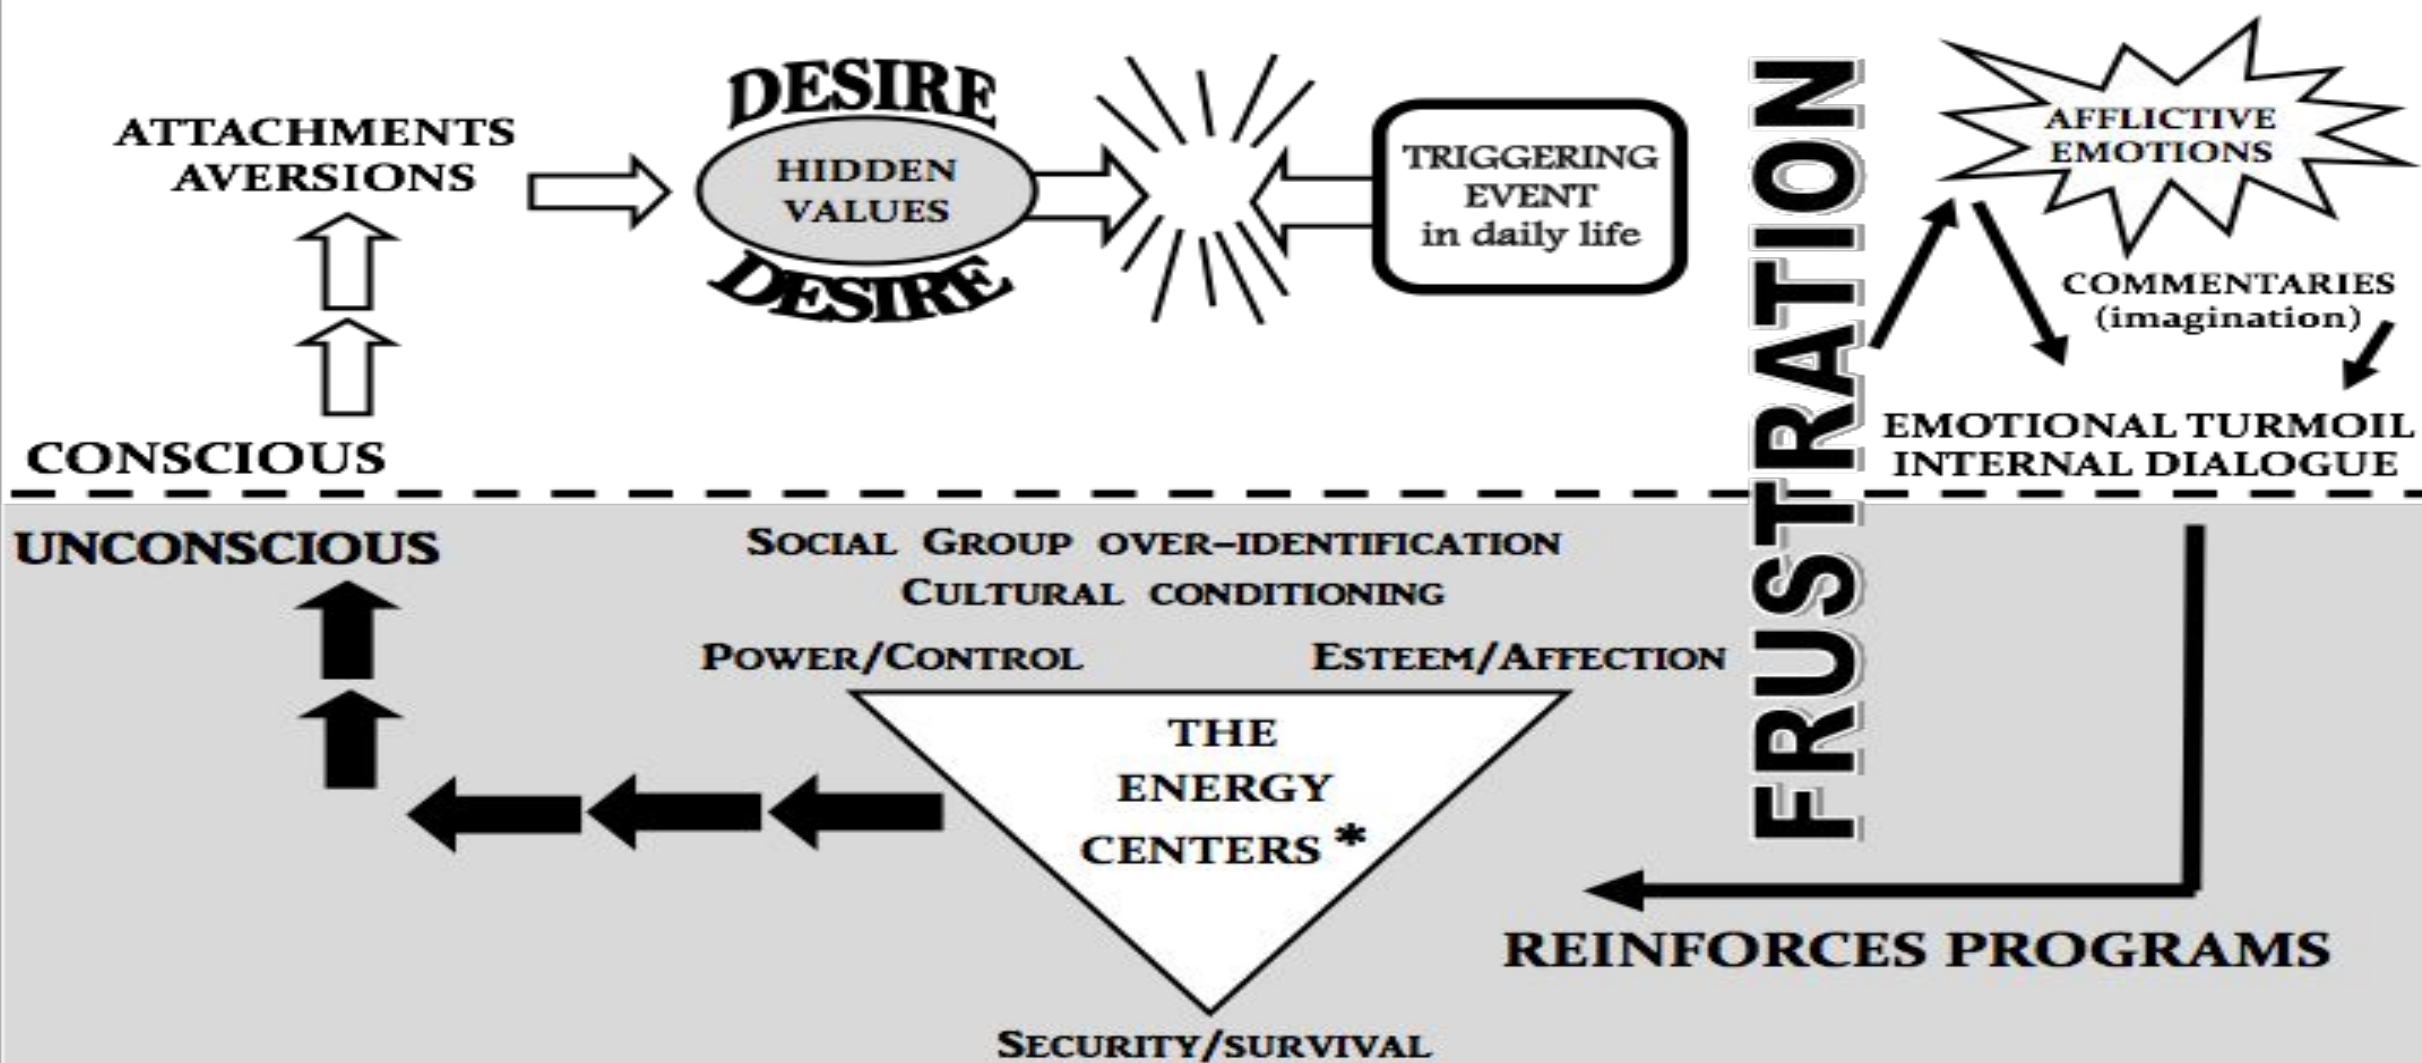 DESIRE
ATTACHMENTS
AVERSIONS
HIDDEN
VALUES
DESIRE
TRIGGERING
EVENT
in daily life
FRUSTRATION
AFFLICTIVE
EMOTIONS
COMMENTARIES
(imagination)
EMOTIONAL TURMOIL
INTERNAL DIALOGUE
CONSCIOUS
UNCONSCIOUS
SOCIAL GROUP OVER-IDENTIFICATION
CULTURAL CONDITIONING
POWER/CONTROL
ESTEEM/AFFECTION
THE
ENERGY
CENTERS *
REINFORCES PROGRAMS
SECURITY/SURVIVAL